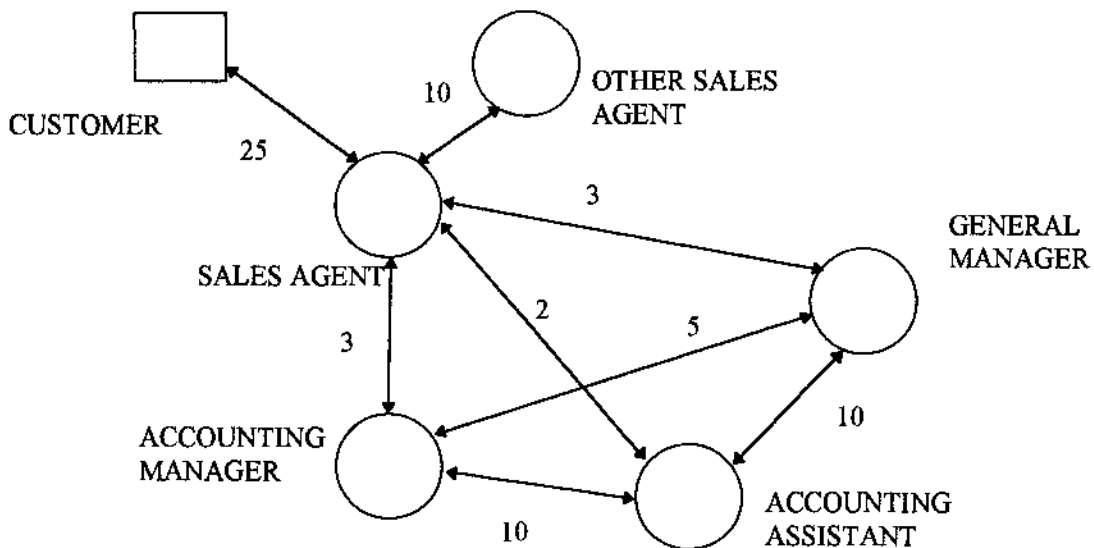 CUSTOMER
25
10
OTHER SALES
AGENT
SALES AGENT
3
GENERAL
MANAGER
2
5
3
10
ACCOUNTING
MANAGER
10
ACCOUNTING
ASSISTANT